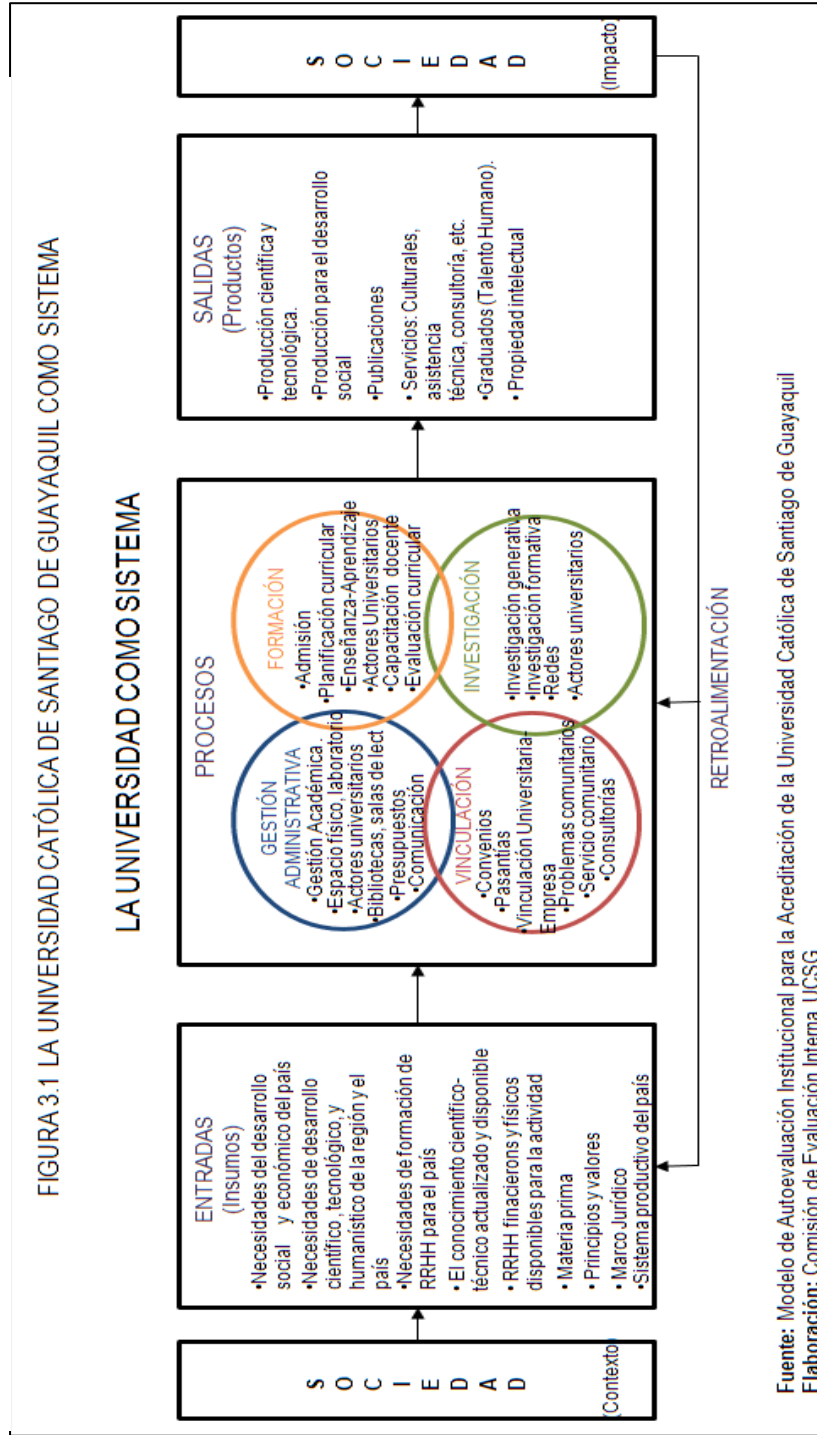 FIGURA 3.1 LA UNIVERSIDAD CATÓLICA DE SANTIAGO DE GUAYAQUIL COMO SISTEMA
LA UNIVERSIDAD COMO SISTEMA
S
O
C
I
E
D
A
D
(Contexto)
ENTRADAS
(Insumos)
•Necesidades del desarrollo
social y económico del país
•Necesidades de desarrollo
científico, tecnológico, y
humanístico de la región y el
país
•Necesidades de formación de
RRHH para el país
• El conocimiento científico-
técnico actualizado y disponible
• RRHH finacierons y físicos
disponibles para la actividad
• Materia prima
• Principios y valores
• Marco Jurídico
•Sistema productivo del país
PROCESOS
GESTIÓN
ADMINISTRATIVA
•Gestión Académica.
•Espacio físico, laboratorio
•Actores universitarios
•Bibliotecas, salas de lect
•Presupuestos
•Comunicación
FORMACIÓN
•Admisión
•Planificación curricular
•Enseñanza-Aprendizaje
•Actores Universitarios
•Capacitación docente
•Evaluación curricular
VINCULACIÓN
•Convenios
•Pasantías
•Vinculación Universitaria-
Empresa
•Problemas comunitarios
•Servicio comunitario
•Consultorías
INVESTIGACIÓN
•Investigación generativa
•Investigación formativa
•Redes
•Actores universitarios
SALIDAS
(Productos)
•Producción científica y
tecnológica.
•Producción para el desarrollo
social
•Publicaciones
• Servicios: Culturales,
asistencia
técnica, consultoría, etc.
•Graduados (Talento Humano).
• Propiedad intelectual
S
O
C
I
E
D
A
D
(Impacto)
RETROALIMENTACIÓN
Fuente: Modelo de Autoevaluación Institucional para la Acreditación de la Universidad Católica de Santiago de Guayaquil
Elaboración: Comisión de Evaluación Interna, UCSG